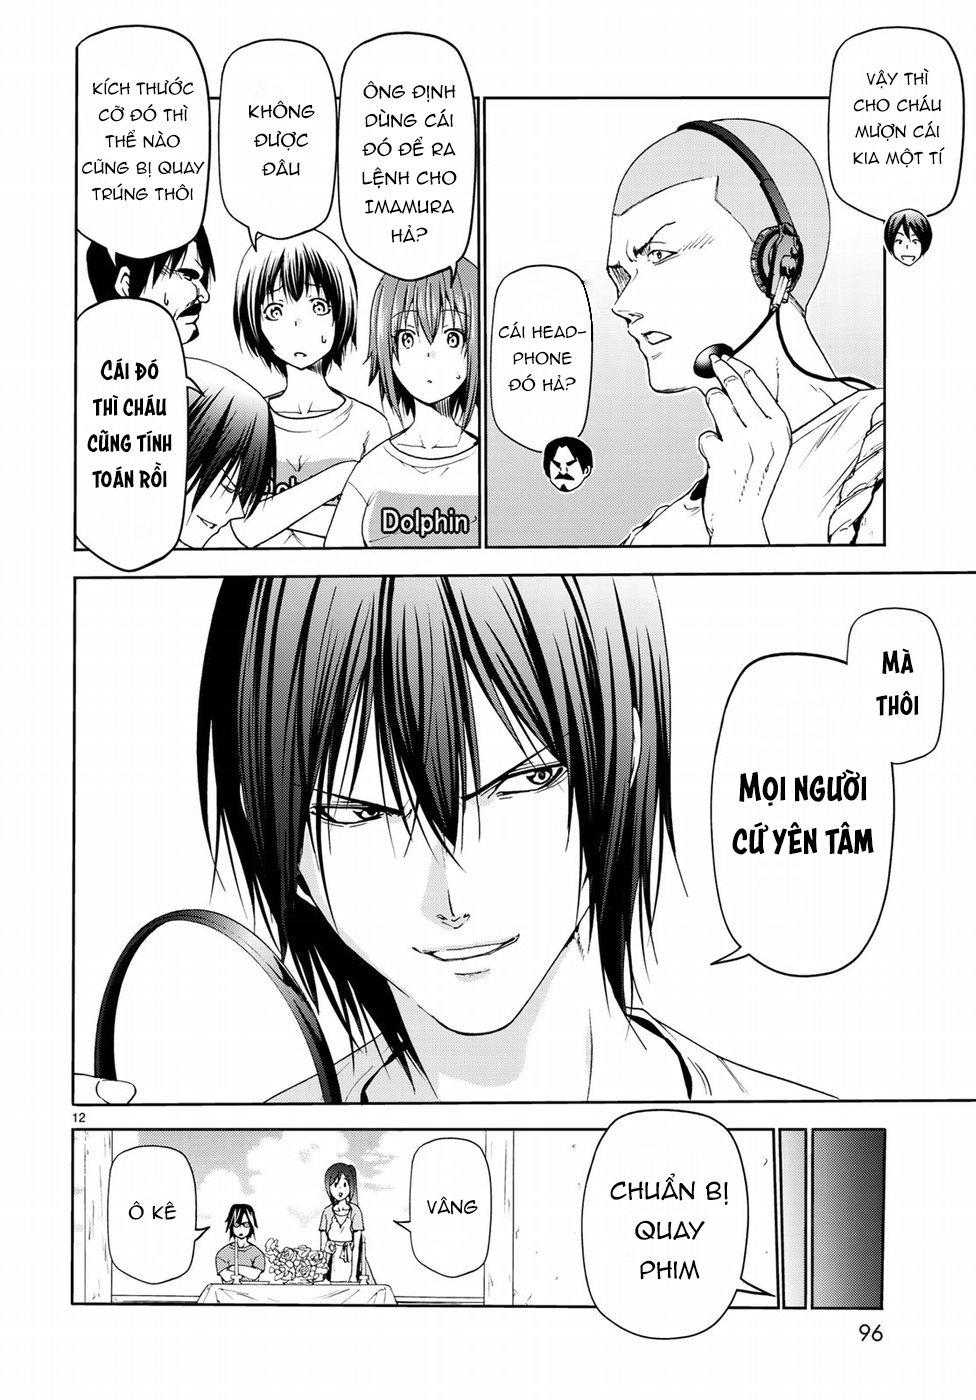 VẬY THÌ
CHO CHÁU
MƯỢN CÁI
KIA MỘT TÍ
CÁI HEAD-
PHONE
ĐÓ HẢ?
ÔNG ĐỊNH
DÙNG CÁI
ĐÓ ĐỂ RA
LỆNH CHO
IMAMURA
HẢ?
KHÔNG
ĐƯỢC
ĐÂU
KÍCH THƯỚC
CỠ ĐÓ THÌ
THẾ NÀO
CŨNG BỊ QUAY
TRÚNG THÔI
CÁI ĐÓ
THÌ CHÁU
CŨNG TÍNH
TOÁN RỒI
Dolphin
MÀ
THÔI
MỌI NGƯỜI
CỨ YÊN TÂM
12
CHUẨN BỊ
QUAY
PHIM
VÂNG
Ô KÊ
96